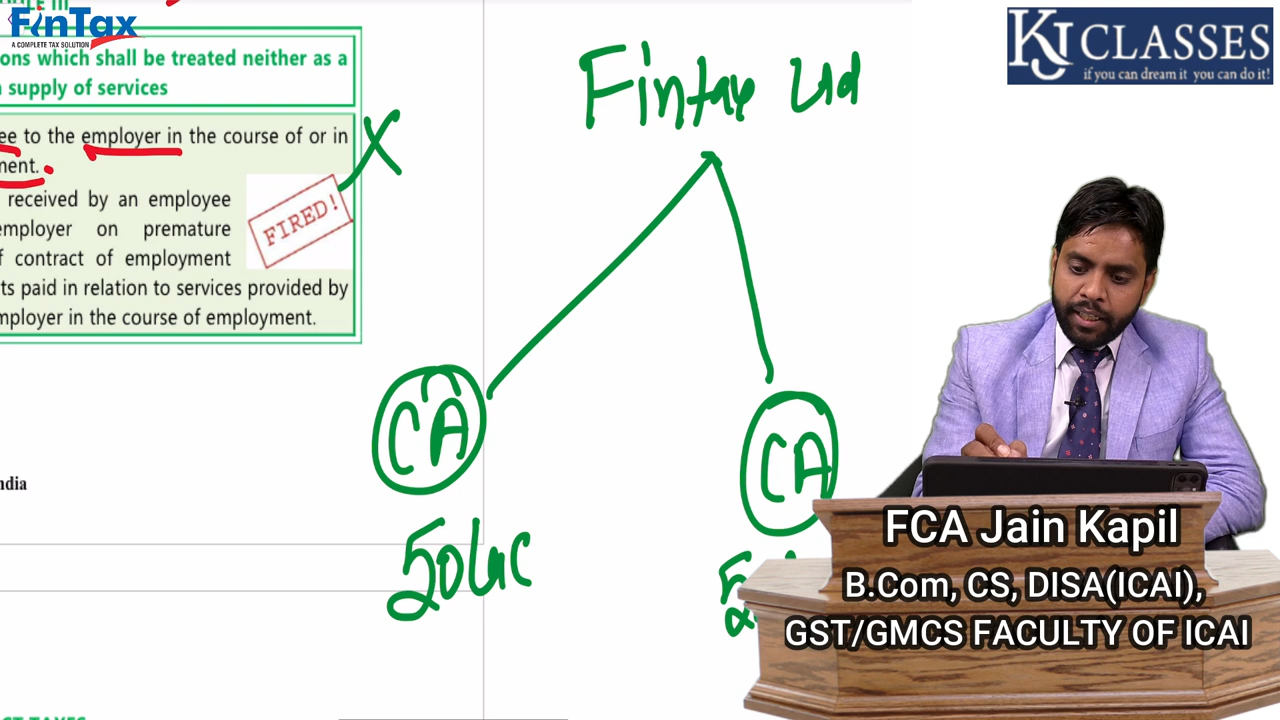 FinTax
A COMPLETE TAX SOLUTION
ons which shall be treated neither as a
supply of services
ee to the employer in the course of or in
ment.
received by an employee
employer on premature
f contract of employment
ts paid in relation to services provided by
mployer in the course of employment.
FIRED!
X
Fintax Ltd
CA
CA
50 lac
ndia
KJ CLASSES
if you can dream it you can do it!
FCA Jain Kapil
B.Com, CS, DISA(ICAI),
GST/GMCS FACULTY OF ICAI